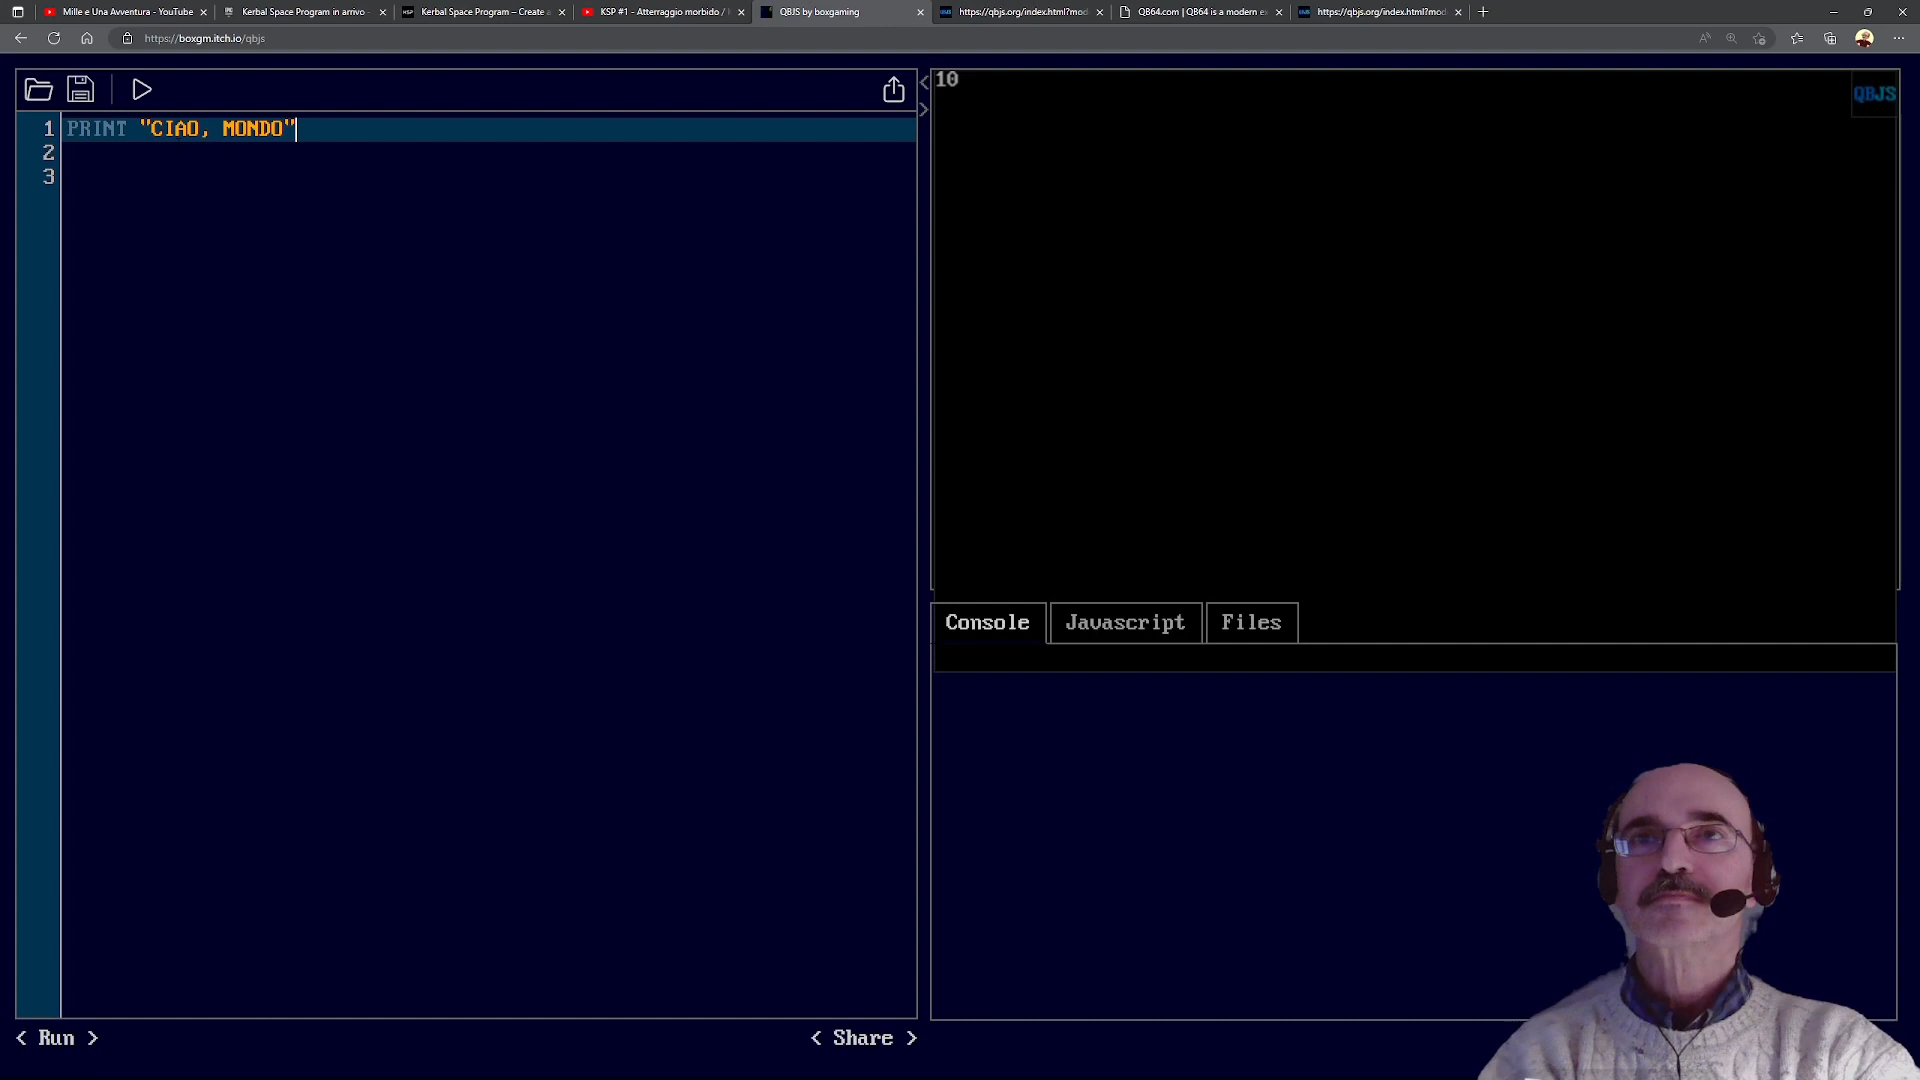 Mille e Una Avventura - YouTube
Kerbal Space Program in arrivo -
Kerbal Space Program – Create a
KSP #1 - Atterraggio morbido /
QBJS by boxgaming
https://qbjs.org/index.html?mod
QB64.com | QB64 is a modern e
https://qbjs.org/index.html?mod
https://boxgm.itch.io/qbjs
1 PRINT "CIAO, MONDO"
2
3
10
QBJS
Console
Javascript
Files
< Run >
< Share >